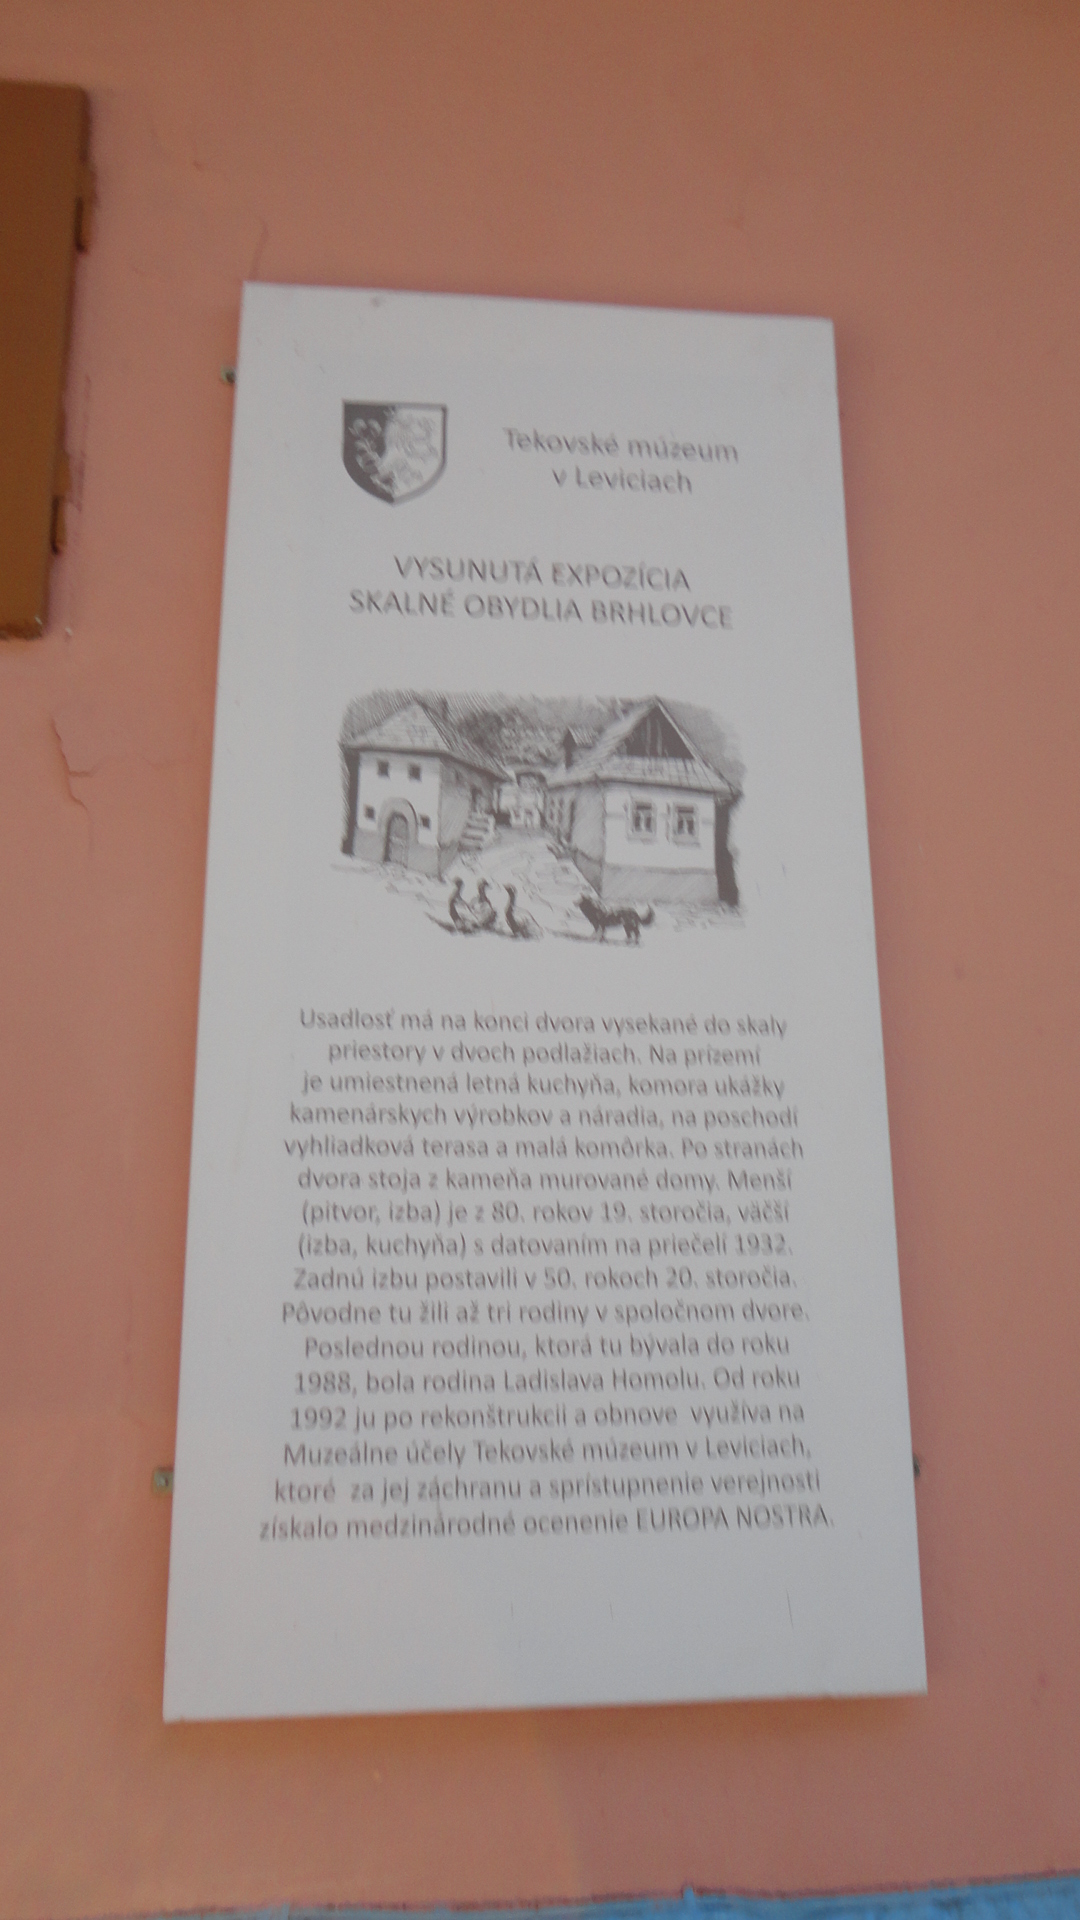 Tekovské múzeum
v Leviciach
VYSUNUTÁ EXPOZÍCIA
SKALNÉ OBYDLIA BRHLOVCE
Usadlosť má na konci dvora vysekané do skaly
priestory v dvoch podlažiach. Na prízemí
je umiestnená letná kuchyňa, komora ukážky
kamenárskych výrobkov a náradia, na poschodí
vyhliadková terasa a malá komôrka. Po stranách
dvora stoja z kameňa murované domy. Menší
(pitvor, izba) je z 80. rokov 19. storočia, väčší
(izba, kuchyňa) s datovaním na priečelí 1932.
Zadnú izbu postavili v 50. rokoch 20. storočia.
Pôvodne tu žili až tri rodiny v spoločnom dvore.
Poslednou rodinou, ktorá tu bývala do roku
1988, bola rodina Ladislava Homolu. Od roku
1992 ju po rekonštrukcii a obnove využíva na
Muzeálne účely Tekovské múzeum v Leviciach,
ktoré za jej záchranu a sprístupnenie verejnosti
získalo medzinárodné ocenenie EUROPA NOSTRA.